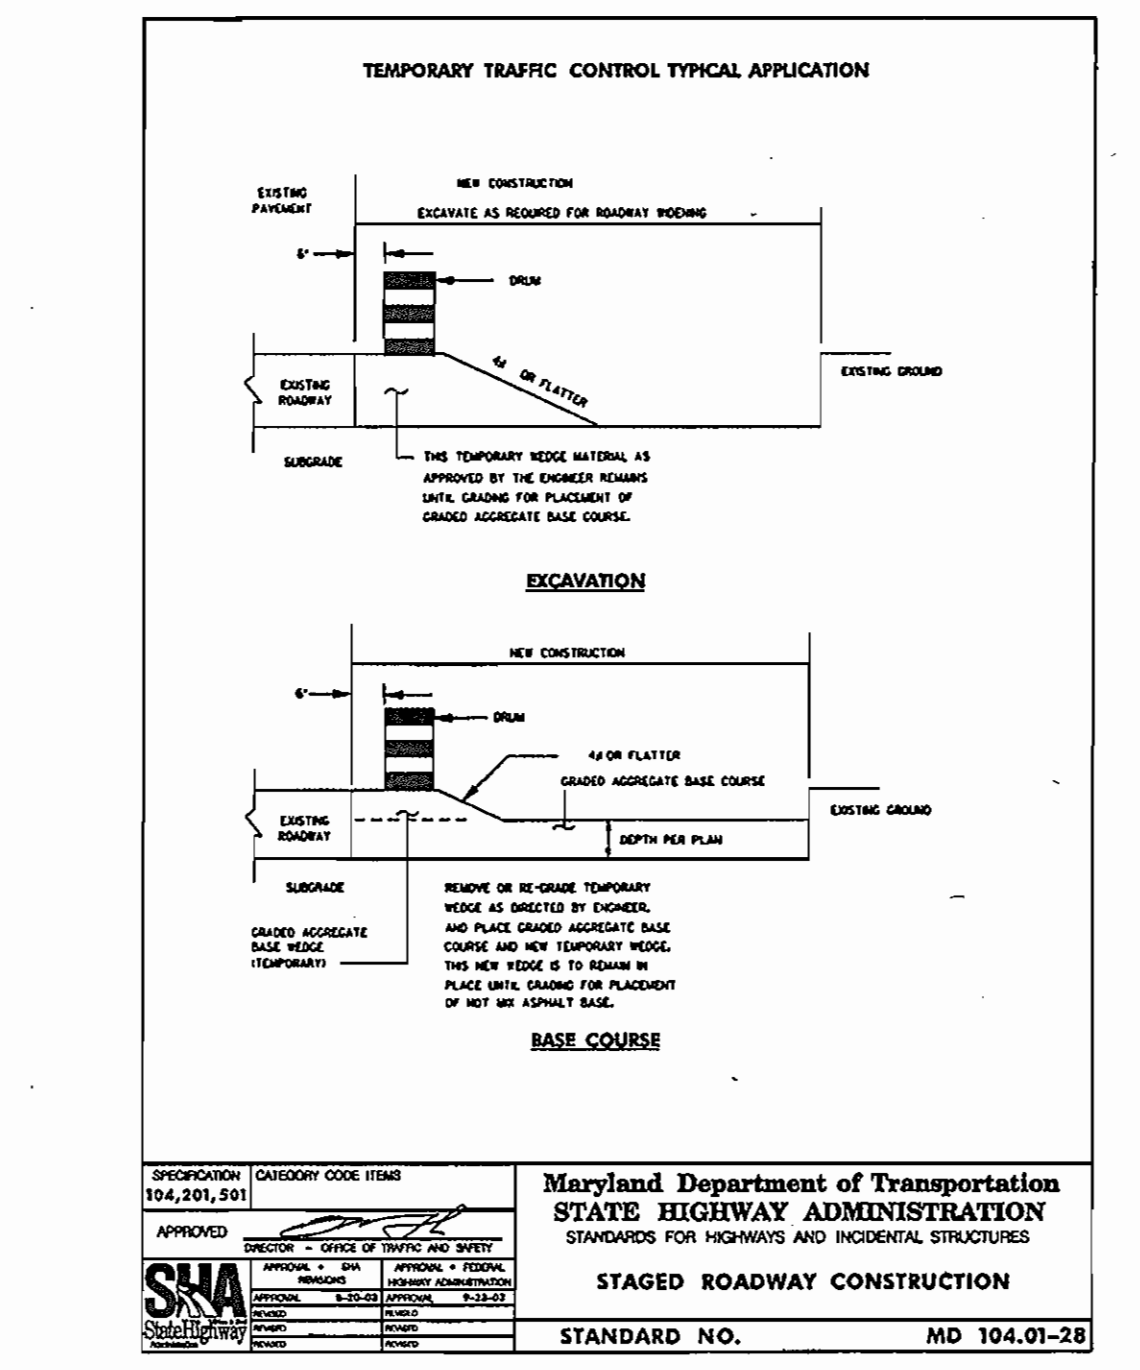 TEMPORARY TRAFFIC CONTROL TYPICAL APPLICATION
EXISTING
PAVEMENT
NEW CONSTRUCTION
EXCAVATE AS REQUIRED FOR ROADWAY WIDENING
6"
DRUM
4:1 OR FLATTER
EXISTING
ROADWAY
EXISTING GROUND
SUBGRADE
THIS TEMPORARY WEDGE MATERIAL AS
APPROVED BY THE ENGINEER REMAINS
UNTIL GRADING FOR PLACEMENT OF
GRADED AGGREGATE BASE COURSE.
EXCAVATION
NEW CONSTRUCTION
6"
DRUM
4:1 OR FLATTER
GRADED AGGREGATE BASE COURSE
EXISTING GROUND
EXISTING
ROADWAY
DEPTH PER PLAN
SUBGRADE
GRADED AGGREGATE
BASE WEDGE
(TEMPORARY)
REMOVE OR RE-GRADE TEMPORARY
WEDGE AS DIRECTED BY ENGINEER,
AND PLACE GRADED AGGREGATE BASE
COURSE AND NEW TEMPORARY WEDGE.
THIS NEW WEDGE IS TO REMAIN IN
PLACE UNTIL GRADING FOR PLACEMENT
OF HOT MIX ASPHALT BASE.
BASE COURSE
SPECIFICATION
104,201,501
CATEGORY CODE ITEMS
APPROVED
DIRECTOR - OFFICE OF TRAFFIC AND SAFETY
SHA
State Highway
APPROVAL • SHA
REVISIONS
APPROVAL • FEDERAL
HIGHWAY ADMINISTRATION
APPROVAL 8-20-03
APPROVAL 9-23-03
REVISED
REVISED
REVISED
REVISED
REVISED
REVISED
Maryland Department of Transportation
STATE HIGHWAY ADMINISTRATION
STANDARDS FOR HIGHWAYS AND INCIDENTAL STRUCTURES
STAGED ROADWAY CONSTRUCTION
STANDARD NO. MD 104.01-28